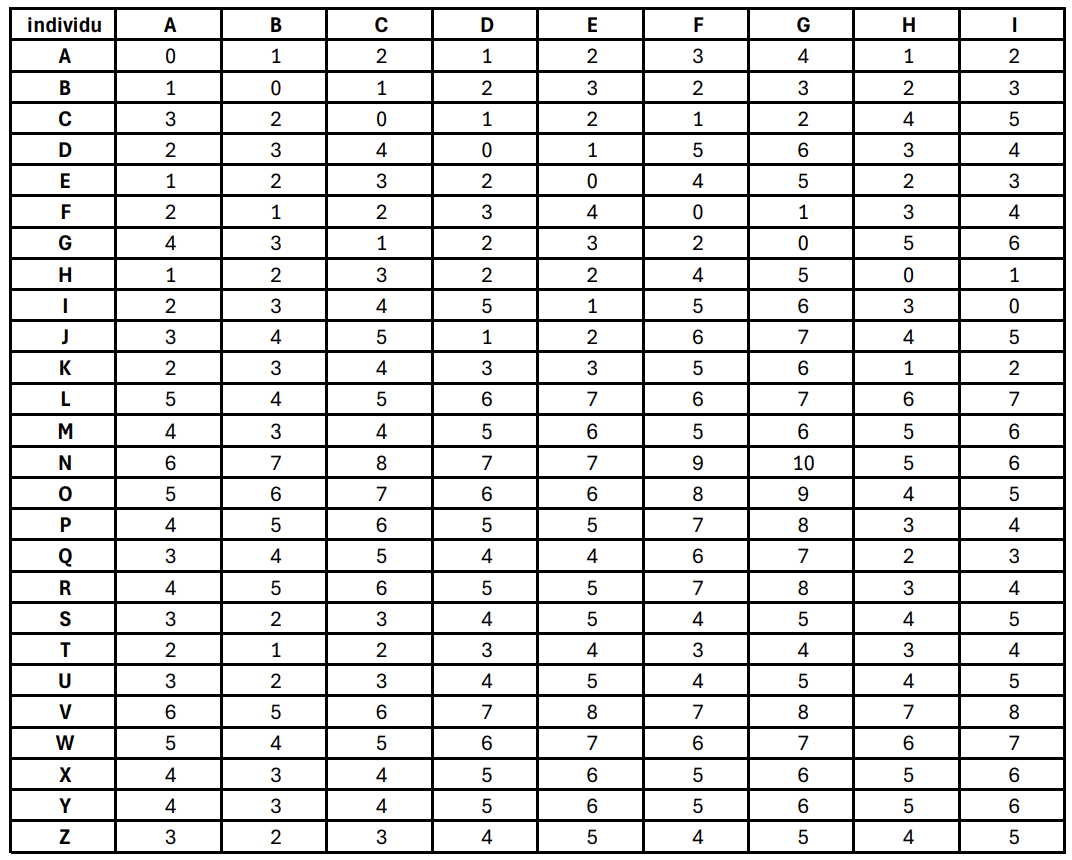 individu A B C D E F G H I
A 0 1 2 1 2 3 4 1 2
B 1 0 1 2 3 2 3 2 3
C 3 2 0 1 2 1 2 4 5
D 2 3 4 0 1 5 6 3 4
E 1 2 3 2 0 4 5 2 3
F 2 1 2 3 4 0 1 3 4
G 4 3 1 2 3 2 0 5 6
H 1 2 3 2 2 4 5 0 1
I 2 3 4 5 1 5 6 3 0
J 3 4 5 1 2 6 7 4 5
K 2 3 4 3 3 5 6 1 2
L 5 4 5 6 7 6 7 6 7
M 4 3 4 5 6 5 6 5 6
N 6 7 8 7 7 9 10 5 6
O 5 6 7 6 6 8 9 4 5
P 4 5 6 5 5 7 8 3 4
Q 3 4 5 4 4 6 7 2 3
R 4 5 6 5 5 7 8 3 4
S 3 2 3 4 5 4 5 4 5
T 2 1 2 3 4 3 4 3 4
U 3 2 3 4 5 4 5 4 5
V 6 5 6 7 8 7 8 7 8
W 5 4 5 6 7 6 7 6 7
X 4 3 4 5 6 5 6 5 6
Y 4 3 4 5 6 5 6 5 6
Z 3 2 3 4 5 4 5 4 5